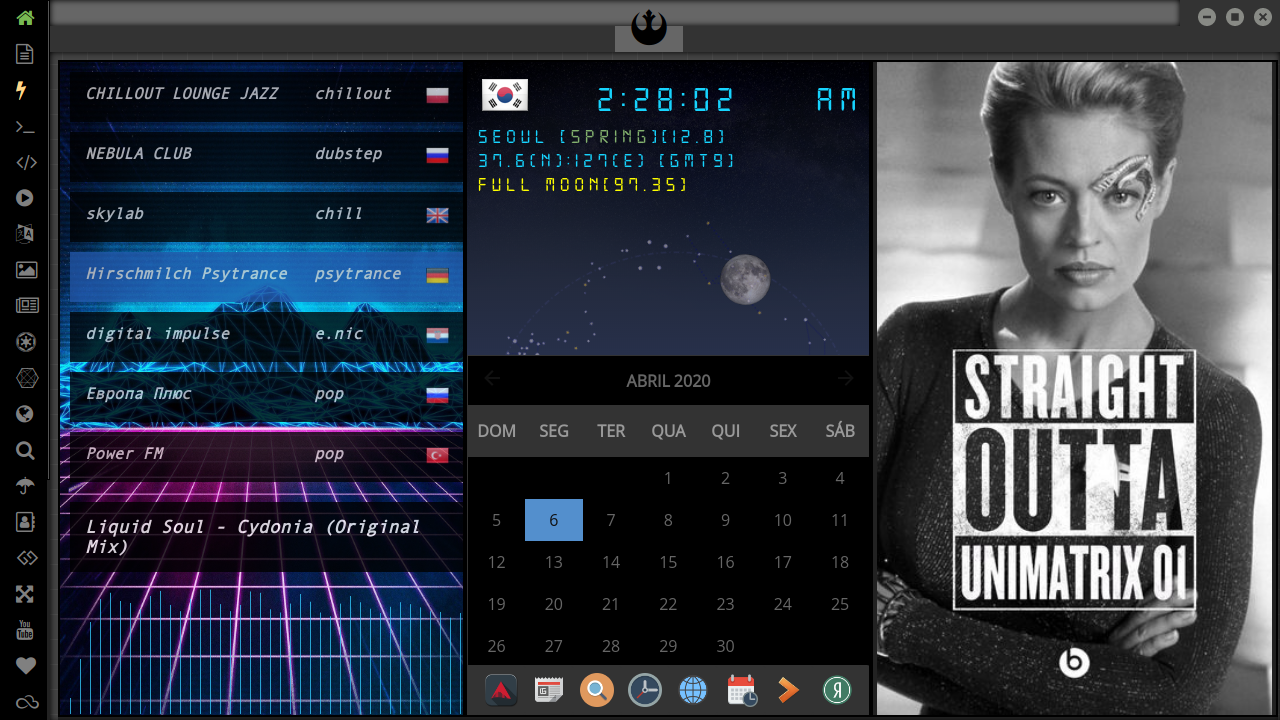 CHILLOUT LOUNGE JAZZ chillout
NEBULA CLUB dubstep
skylab chill
Hirschmilch Psytrance psytrance
digital impulse e.nic
Европа Плюс pop
Power FM pop
Liquid Soul - Cydonia (Original
Mix)
2:28:02 AM
SEOUL [SPRING][12.8]
37.6(N):127(E) [GMT9]
FULL MOON[97.35]
ABRIL 2020
DOM SEG TER QUA QUI SEX SÁB
1 2 3 4
5 6 7 8 9 10 11
12 13 14 15 16 17 18
19 20 21 22 23 24 25
26 27 28 29 30
STRAIGHT
OUTTA
UNIMATRIX 01
b
You
Tube
Я